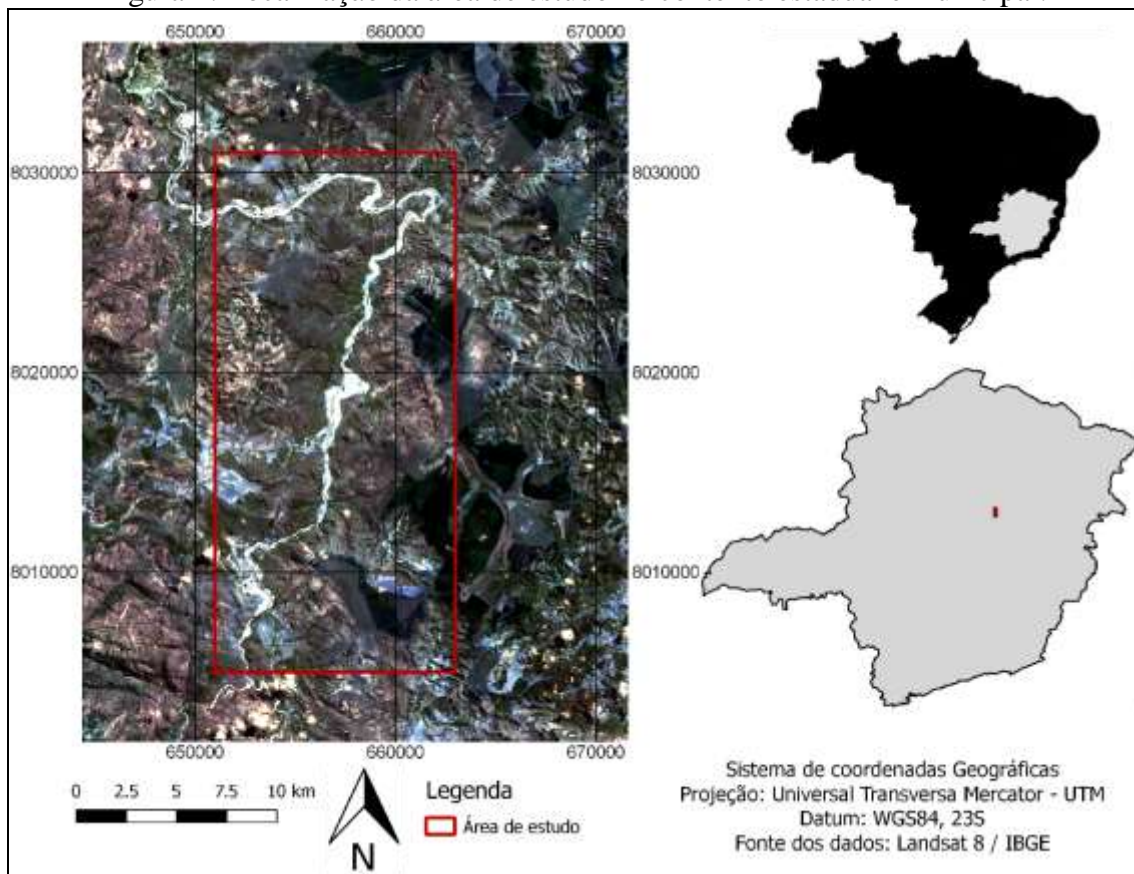 650000 660000 670000
8030000 8030000
8020000 8020000
8010000 8010000
650000 660000 670000
0 2.5 5 7.5 10 km
N
Legenda
Área de estudo
Sistema de coordenadas Geográficas
Projeção: Universal Transversa Mercator - UTM
Datum: WGS84, 23S
Fonte dos dados: Landsat 8 / IBGE